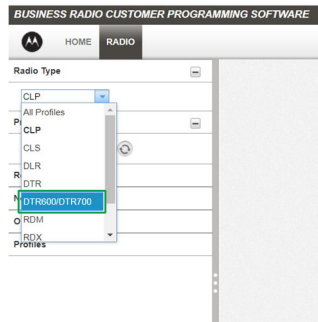 BUSINESS RADIO CUSTOMER PROGRAMMING SOFTWARE
HOME RADIO
Radio Type
CLP
All Profiles
CLP
CLS
DLR
DTR
DTR600/DTR700
RDM
RDX
Profiles